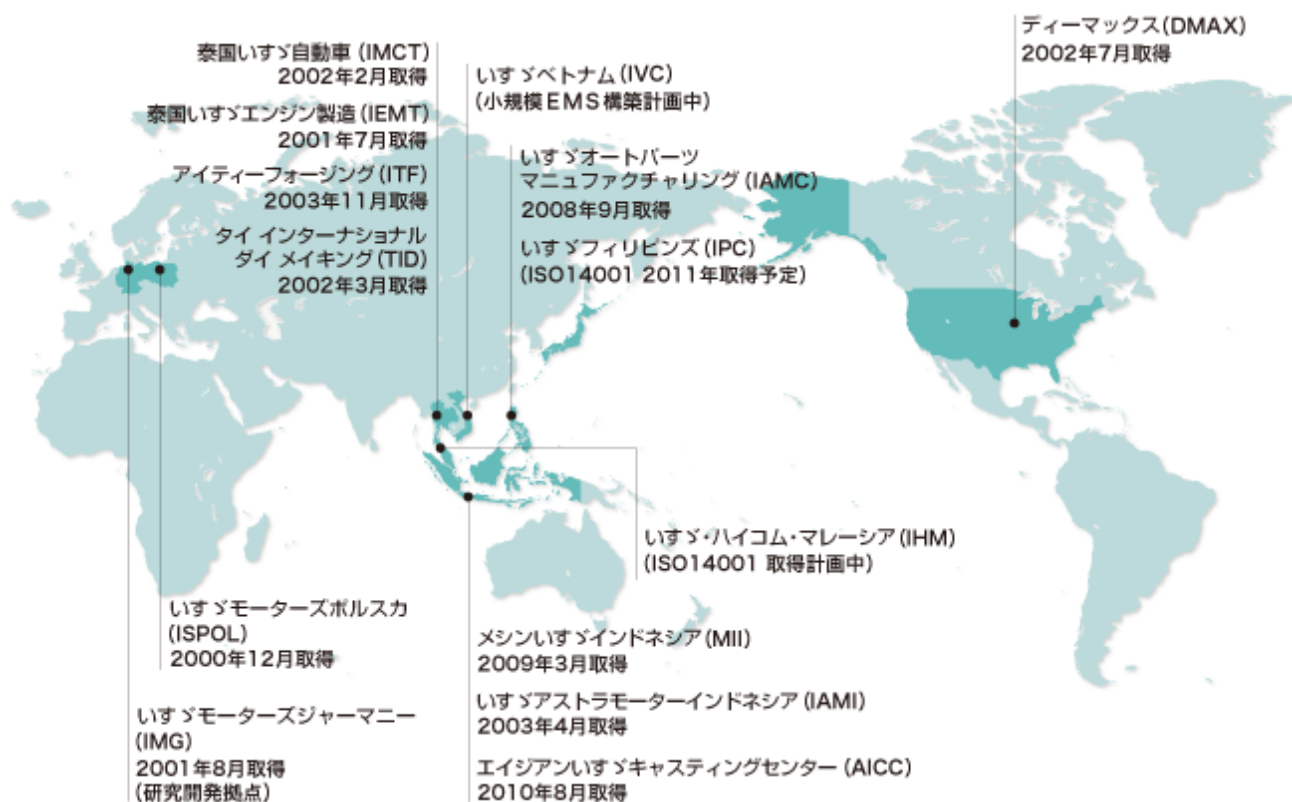 泰国いすゞ自動車 (IMCT)
2002年2月取得
泰国いすゞエンジン製造 (IEMT)
2001年7月取得
アイティーフォージング (ITF)
2003年11月取得
タイ インターナショナル
ダイ メイキング (TID)
2002年3月取得
いすゞベトナム (IVC)
(小規模EMS構築計画中)
いすゞオートパーツ
マニュファクチャリング (IAMC)
2008年9月取得
いすゞフィリピンズ (IPC)
(ISO14001 2011年取得予定)
ディーマックス (DMAX)
2002年7月取得
いすゞ・ハイコム・マレーシア (IHM)
(ISO14001 取得計画中)
いすゞモーターズポルスカ
(ISPOL)
2000年12月取得
いすゞモーターズジャーマニー
(IMG)
2001年8月取得
(研究開発拠点)
メシンいすゞインドネシア (MII)
2009年3月取得
いすゞアストラモーターインドネシア (IAMI)
2003年4月取得
エイジアンいすゞキャスティングセンター (AICC)
2010年8月取得